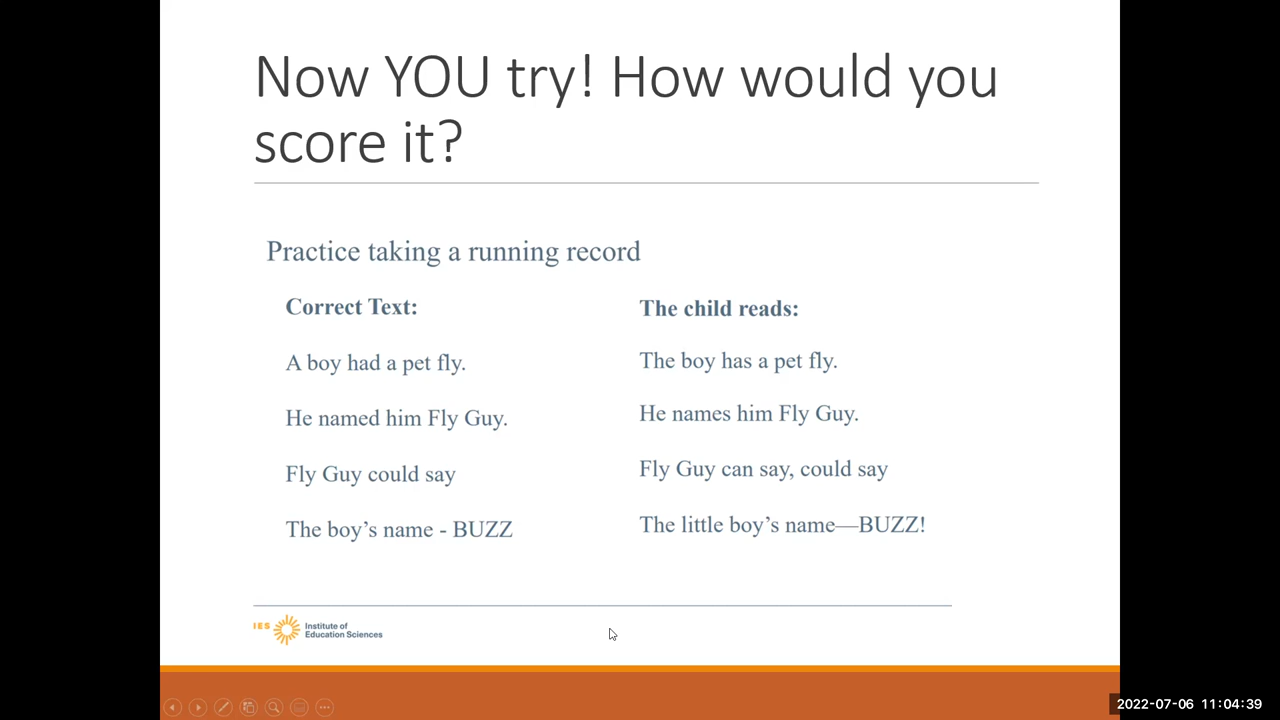 Now YOU try! How would you
score it?
Practice taking a running record
Correct Text:
A boy had a pet fly.
He named him Fly Guy.
Fly Guy could say
The boy’s name - BUZZ
The child reads:
The boy has a pet fly.
He names him Fly Guy.
Fly Guy can say, could say
The little boy’s name—BUZZ!
IES
Institute of
Education Sciences
2022-07-06 11:04:39